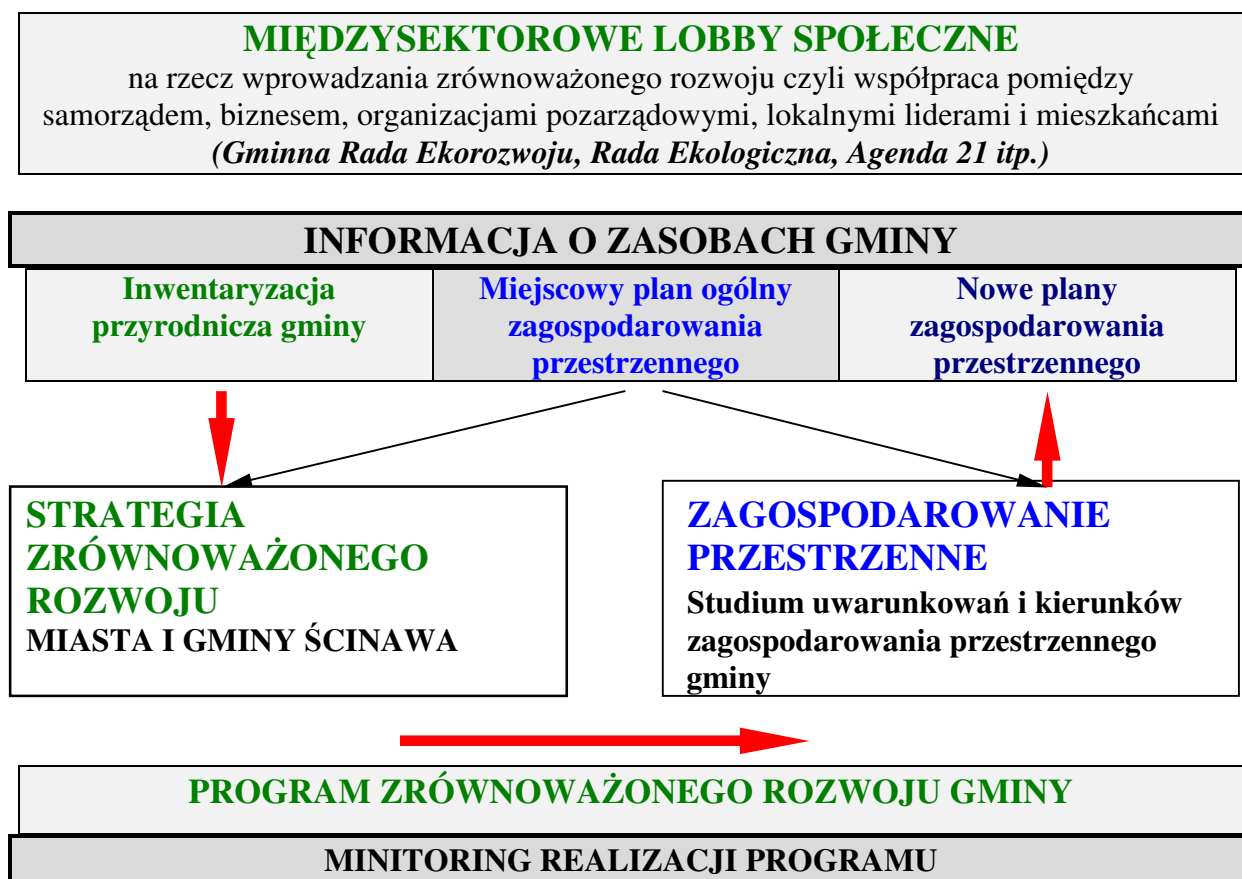 MIĘDZYSEKTOROWE LOBBY SPOŁECZNE
na rzecz wprowadzania zrównoważonego rozwoju czyli współpraca pomiędzy
samorządem, biznesem, organizacjami pozarządowymi, lokalnymi liderami i mieszkańcami
(Gminna Rada Ekorozwoju, Rada Ekologiczna, Agenda 21 itp.)
INFORMACJA O ZASOBACH GMINY
Inwentaryzacja
przyrodnicza gminy
Miejscowy plan ogólny
zagospodarowania
przestrzennego
Nowe plany
zagospodarowania
przestrzennego
STRATEGIA
ZRÓWNOWAŻONEGO
ROZWOJU
MIASTA I GMINY ŚCINAWA
ZAGOSPODAROWANIE
PRZESTRZENNE
Studium uwarunkowań i kierunków
zagospodarowania przestrzennego
gminy
PROGRAM ZRÓWNOWAŻONEGO ROZWOJU GMINY
MINITORING REALIZACJI PROGRAMU